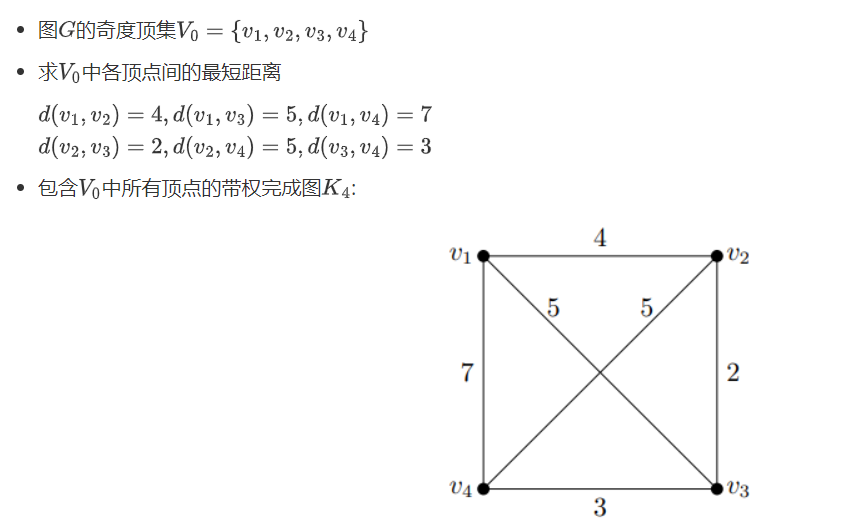 图G的奇度顶集V₀ = {v₁, v₂, v₃, v₄}
求V₀中各顶点间的最短距离
d(v₁, v₂) = 4, d(v₁, v₃) = 5, d(v₁, v₄) = 7
d(v₂, v₃) = 2, d(v₂, v₄) = 5, d(v₃, v₄) = 3
包含V₀中所有顶点的带权完成图K₄:
4
v₁
v₂
5
5
7
2
v₄
v₃
3